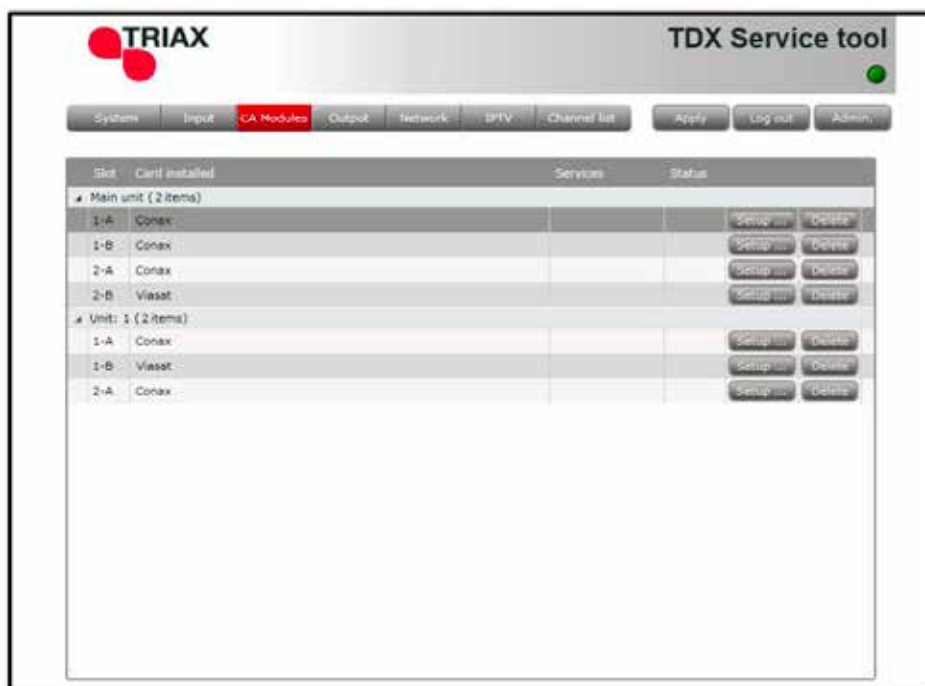 TRIAX
TDX Service tool
System Input CA Modules Output Network IPTV Channel list Apply Log out Admin.
Slot Card installed Services Status
Main unit ( 2 items)
1-A Conax Setup ... Delete
1-B Conax Setup ... Delete
2-A Conax Setup ... Delete
2-B Viasat Setup ... Delete
Unit: 1 ( 2 items)
1-A Conax Setup ... Delete
1-B Viasat Setup ... Delete
2-A Conax Setup ... Delete